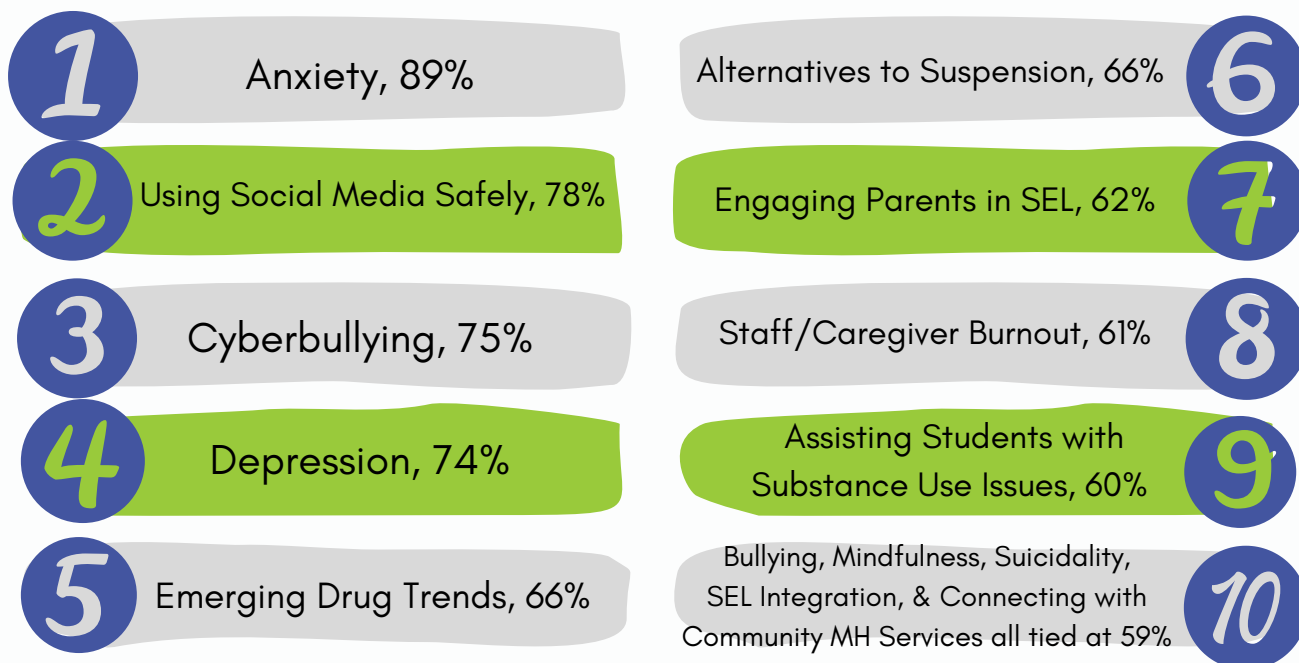 1
Anxiety, 89%
2
Using Social Media Safely, 78%
3
Cyberbullying, 75%
4
Depression, 74%
5
Emerging Drug Trends, 66%
Alternatives to Suspension, 66%
6
Engaging Parents in SEL, 62%
7
Staff/Caregiver Burnout, 61%
8
Assisting Students with
Substance Use Issues, 60%
9
Bullying, Mindfulness, Suicidality,
SEL Integration, & Connecting with
Community MH Services all tied at 59%
10